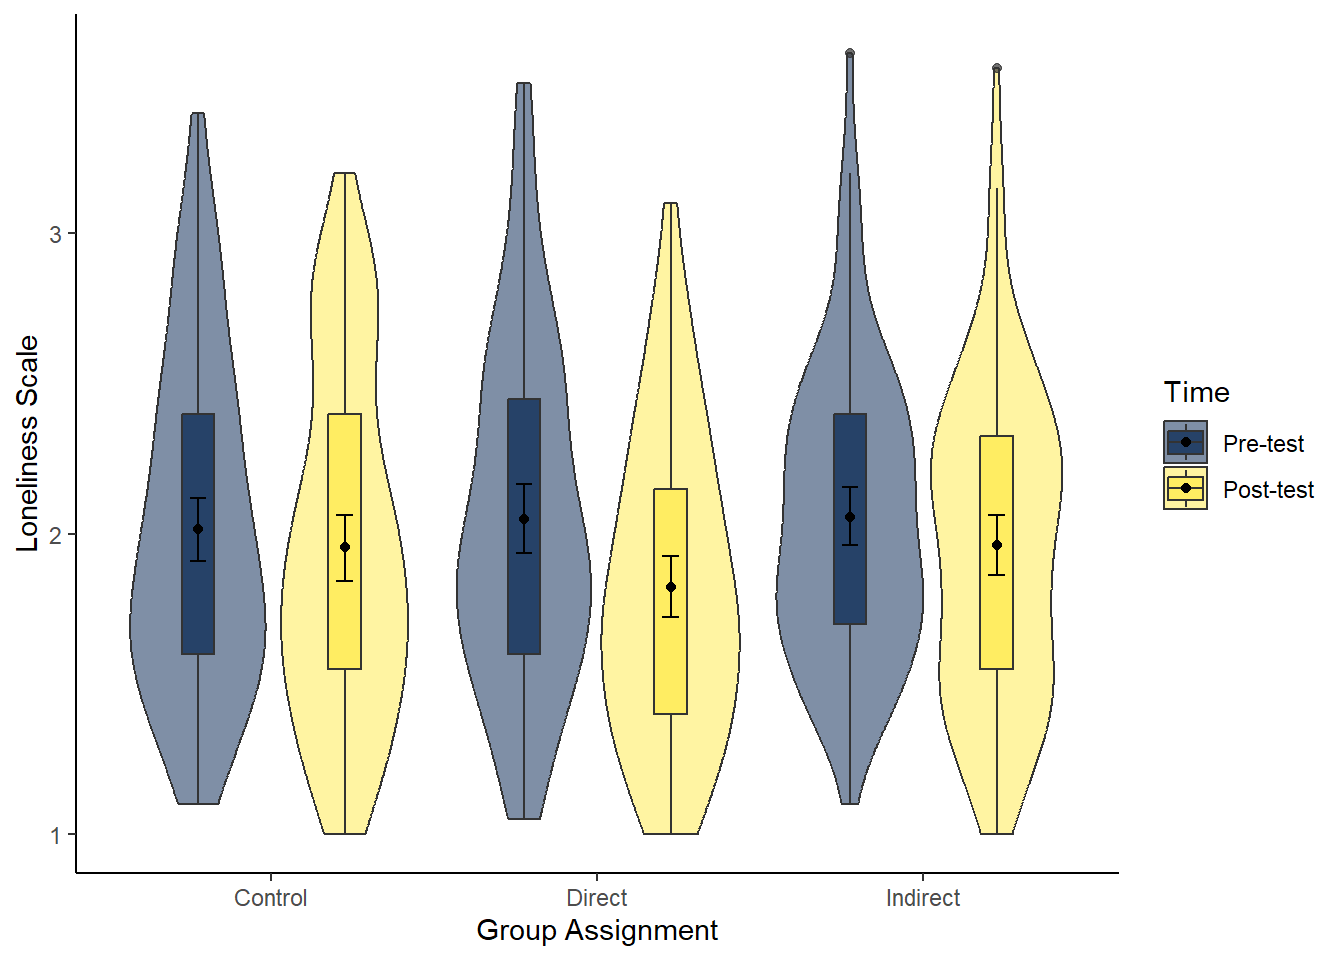 Loneliness Scale
3
2
1
Control
Direct
Indirect
Group Assignment
Time
Pre-test
Post-test